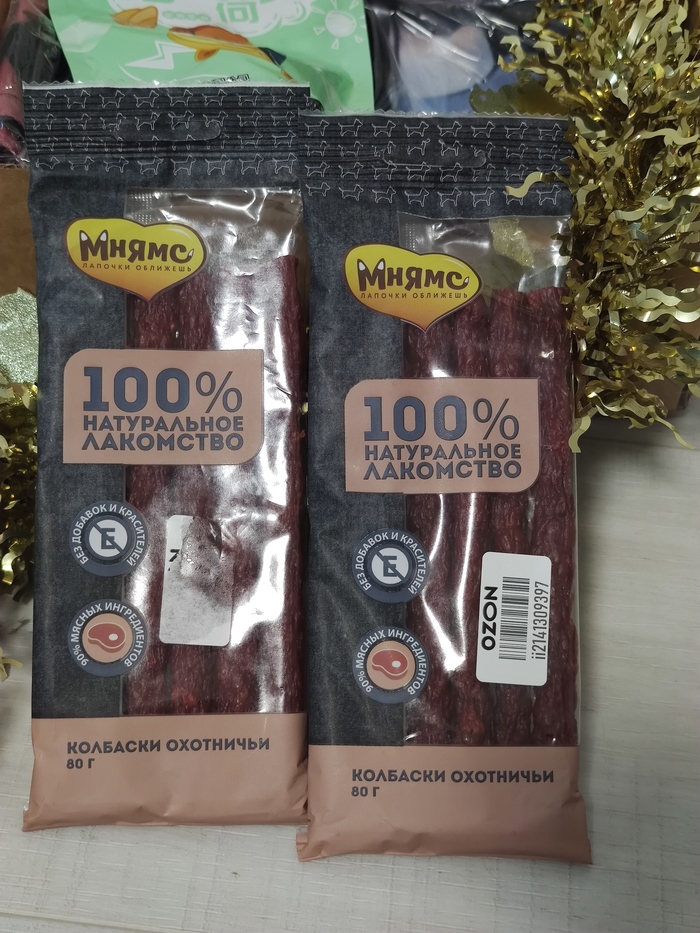 МНЯМС
ЛАПОЧКИ ОБЛИЖЕШЬ
100%
НАТУРАЛЬНОЕ
ЛАКОМСТВО
БЕЗ ДОБАВОК И КРАСИТЕЛЕЙ
E
90% МЯСНЫХ ИНГРЕДИЕНТОВ
КОЛБАСКИ ОХОТНИЧЬИ
80 Г
МНЯМС
ЛАПОЧКИ ОБЛИЖЕШЬ
100%
НАТУРАЛЬНОЕ
ЛАКОМСТВО
БЕЗ ДОБАВОК И КРАСИТЕЛЕЙ
E
90% МЯСНЫХ ИНГРЕДИЕНТОВ
OZON
ii2141309397
КОЛБАСКИ ОХОТНИЧЬИ
80 Г